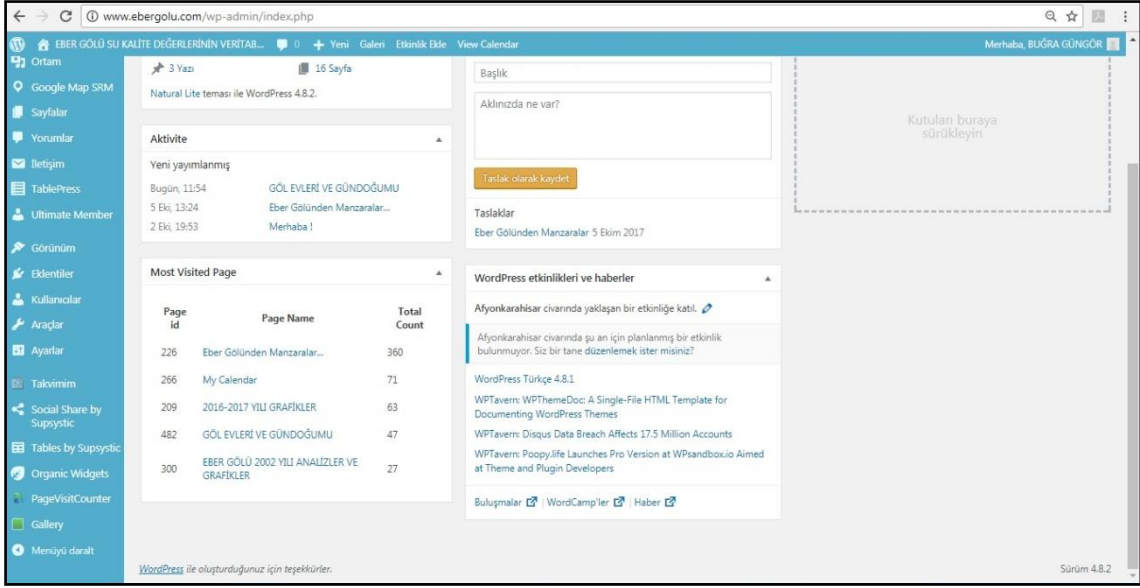 www.ebergolu.com/wp-admin/index.php
EBER GÖLÜ SU KALİTE DEĞERLERİNİN VERİTAB... 0 + Yeni Galeri Etkinlik Ekle View Calendar Merhaba, BUĞRA GÜNGÖR
Ortam
Google Map SRM
Sayfalar
Yorumlar
İletişim
TablePress
Ultimate Member
Görünüm
Eklentiler
Kullanıcılar
Araçlar
Ayarlar
Takvimim
Social Share by
Supsystic
Tables by Supsystic
Organic Widgets
PageVisitCounter
Gallery
Menüyü daralt
3 Yazı 16 Sayfa
Natural Lite teması ile WordPress 4.8.2.
Aktivite
Yeni yayımlanmış
Bugün, 11:54 GÖL EVLERİ VE GÜNDOĞUMU
5 Eki, 13:24 Eber Gölünden Manzaralar...
2 Eki, 19:53 Merhaba !
Most Visited Page
Page id Page Name Total Count
226 Eber Gölünden Manzaralar... 360
266 My Calendar 71
209 2016-2017 YILI GRAFİKLER 63
482 GÖL EVLERİ VE GÜNDOĞUMU 47
300 EBER GÖLÜ 2002 YILI ANALİZLER VE GRAFİKLER 27
Başlık
Aklınızda ne var?
Taslak olarak kaydet
Taslaklar
Eber Gölünden Manzaralar 5 Ekim 2017
WordPress etkinlikleri ve haberler
Afyonkarahisar civarında yaklaşan bir etkinliğe katıl.
Afyonkarahisar civarında şu an için planlanmış bir etkinlik
bulunmuyor. Siz bir tane düzenlemek ister misiniz?
WordPress Türkçe 4.8.1
WPTavern: WPThemeDoc: A Single-File HTML Template for
Documenting WordPress Themes
WPTavern: Disqus Data Breach Affects 17.5 Million Accounts
WPTavern: Poopy.life Launches Pro Version at WPsandbox.io Aimed
at Theme and Plugin Developers
Buluşmalar | WordCamp'ler | Haber
Kutuları buraya
sürükleyin
WordPress ile oluşturduğunuz için teşekkürler. Sürüm 4.8.2